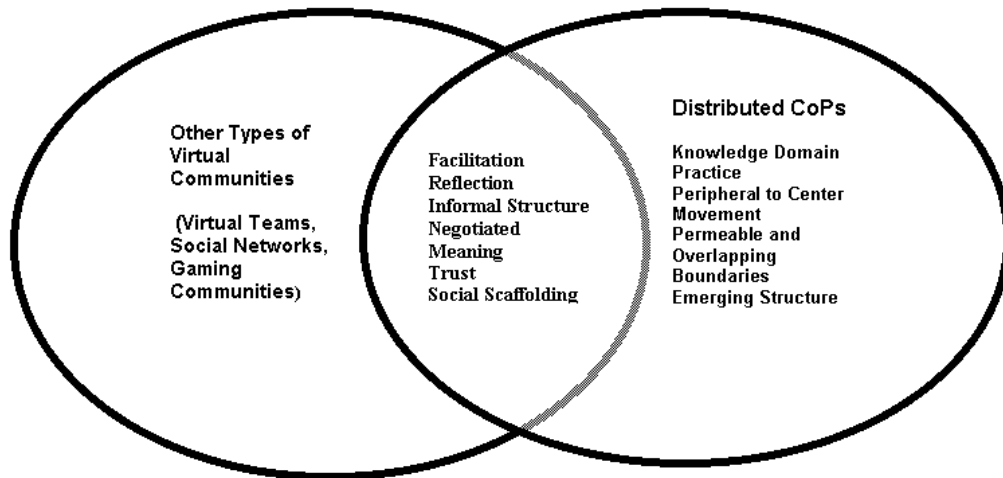 Other Types of
Virtual
Communities
(Virtual Teams,
Social Networks,
Gaming
Communities)
Facilitation
Reflection
Informal Structure
Negotiated
Meaning
Trust
Social Scaffolding
Distributed CoPs
Knowledge Domain
Practice
Peripheral to Center
Movement
Permeable and
Overlapping
Boundaries
Emerging Structure